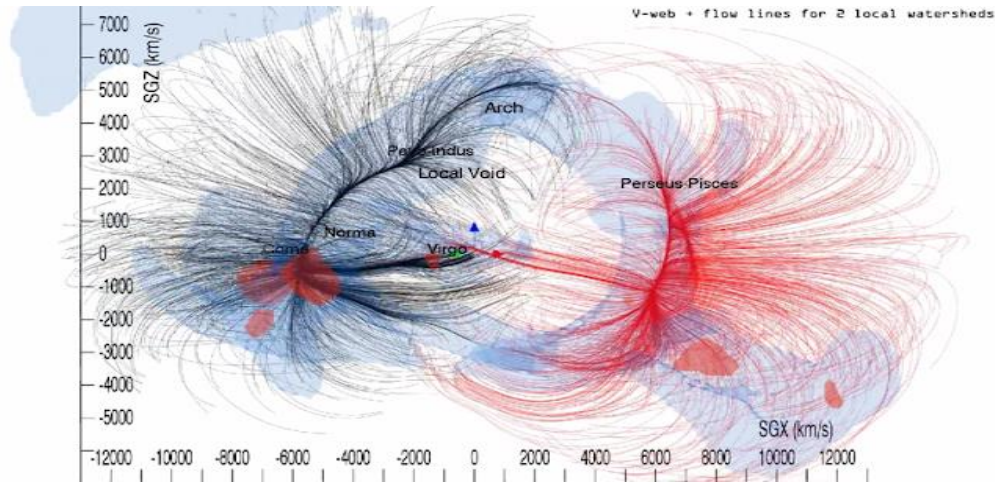 V-web + flow lines for 2 local watersheds
7000
6000
5000
4000
3000
2000
1000
0
-1000
-2000
-3000
-4000
-5000
SGZ (km/s)
Arch
Local Void
Perseus Pisces
Norma
Coma
Virgo
SGX (km/s)
-12000 -10000 -8000 -6000 -4000 -2000 0 2000 4000 6000 8000 10000 12000